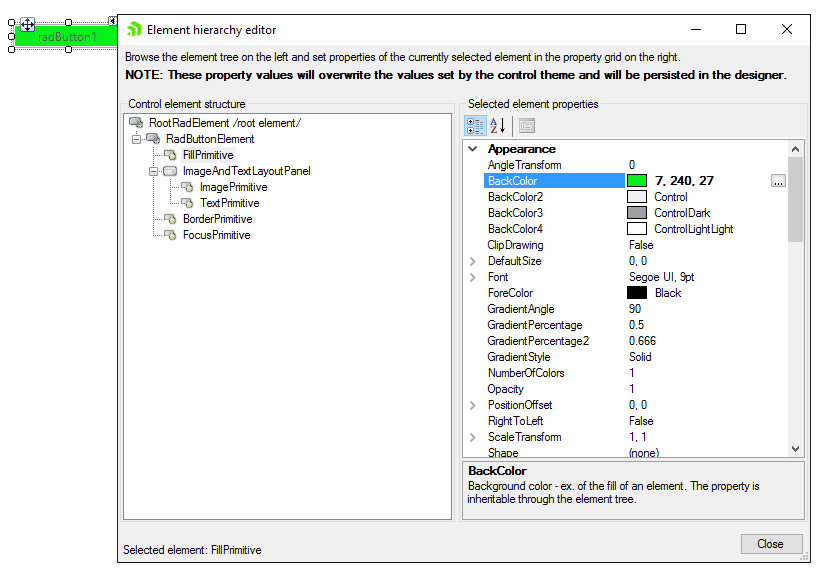 radButton1
Element hierarchy editor
Browse the element tree on the left and set properties of the currently selected element in the property grid on the right.
NOTE: These property values will overwrite the values set by the control theme and will be persisted in the designer.
Control element structure
RootRadElement /root element/
RadButtonElement
FillPrimitive
ImageAndTextLayoutPanel
ImagePrimitive
TextPrimitive
BorderPrimitive
FocusPrimitive
Selected element properties
Appearance
AngleTransform 0
BackColor 7, 240, 27 ...
BackColor2 Control
BackColor3 ControlDark
BackColor4 ControlLightLight
ClipDrawing False
DefaultSize 0, 0
Font Segoe UI, 9pt
ForeColor Black
GradientAngle 90
GradientPercentage 0.5
GradientPercentage2 0.666
GradientStyle Solid
NumberOfColors 1
Opacity 1
PositionOffset 0, 0
RightToLeft False
ScaleTransform 1, 1
Shape (none)
BackColor
Background color - ex. of the fill of an element. The property is
inheritable through the element tree.
Selected element: FillPrimitive
Close